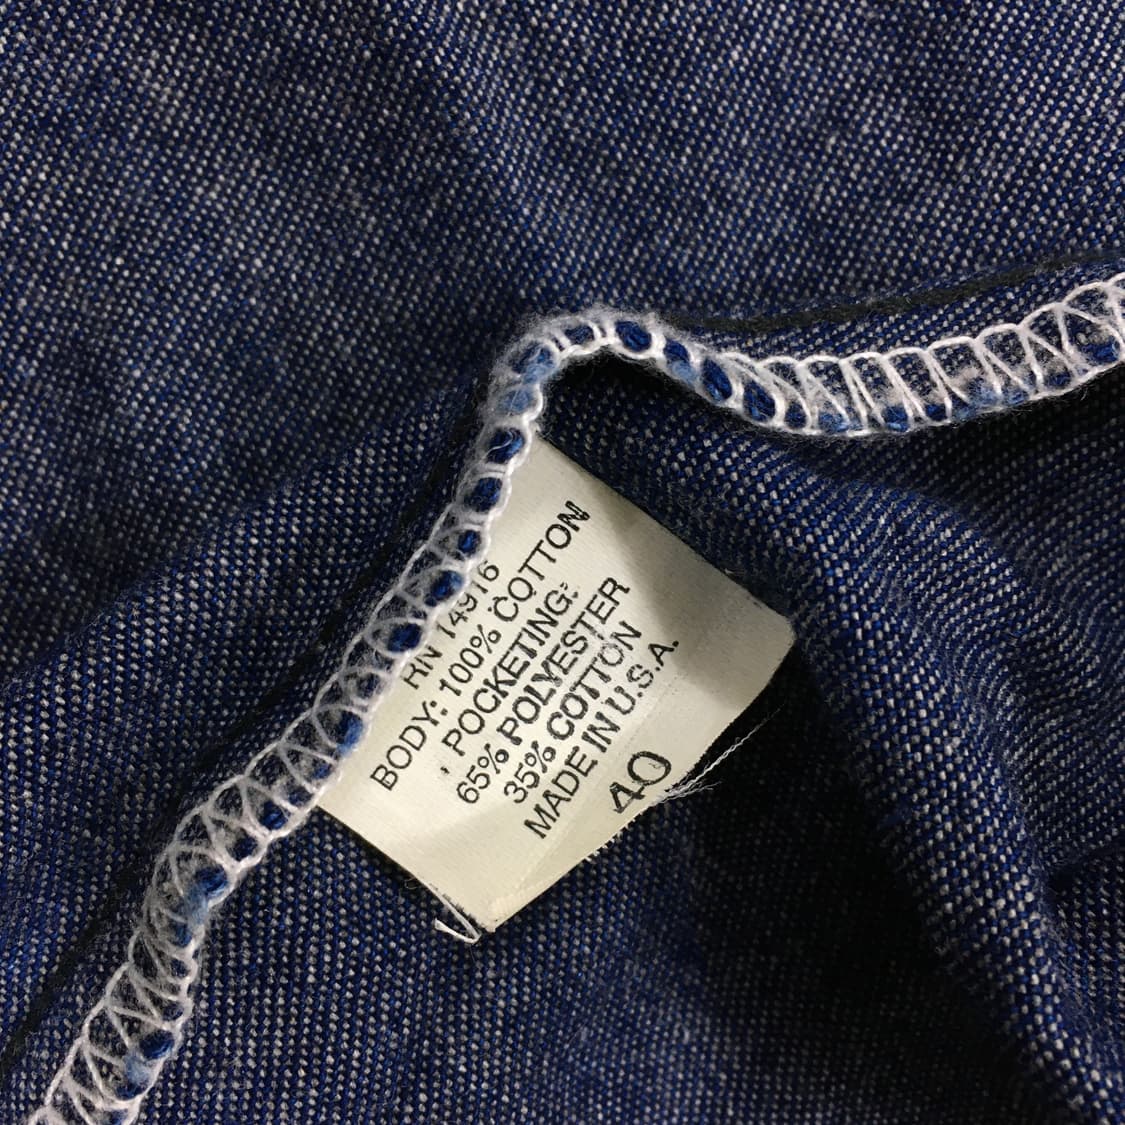 RN 14916
BODY: 100% COTTON
POCKETING:
65% POLYESTER
35% COTTON
MADE IN U.S.A.
40